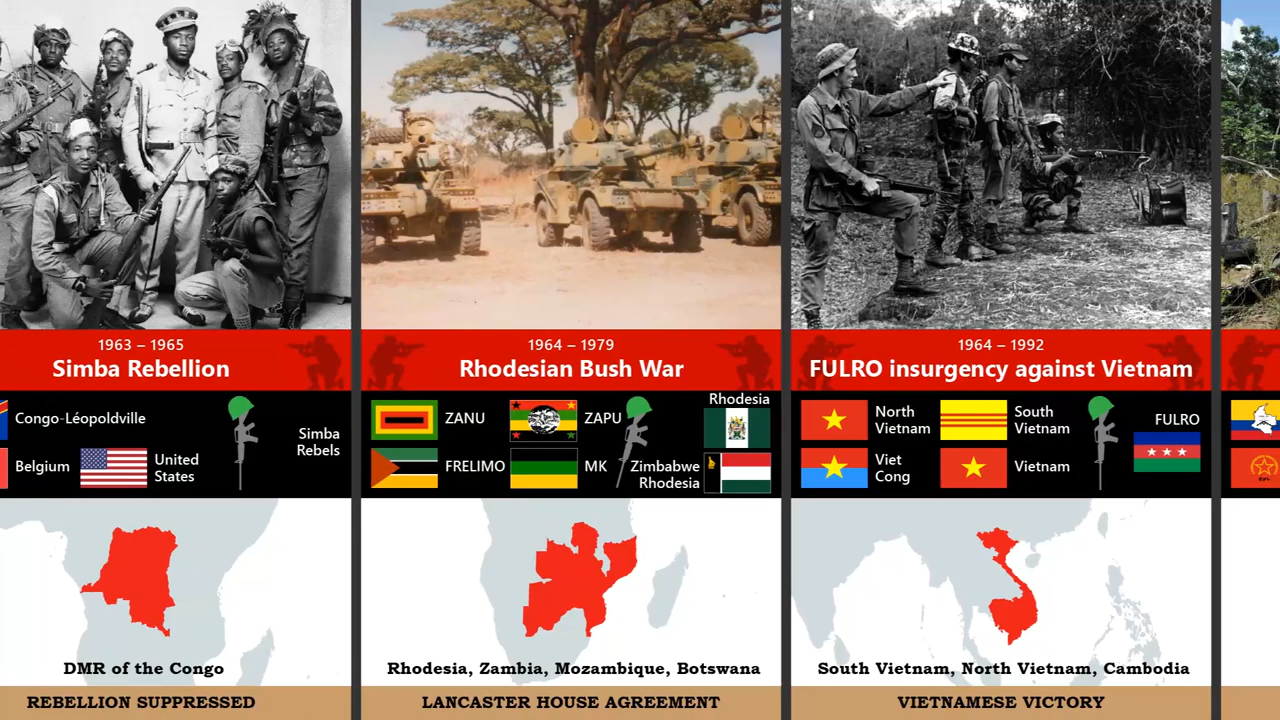 1963 – 1965
Simba Rebellion
Congo-Léopoldville
Simba
Rebels
Belgium
United
States
DMR of the Congo
REBELLION SUPPRESSED
1964 – 1979
Rhodesian Bush War
ZANU
ZAPU
Rhodesia
FRELIMO
MK
Zimbabwe
Rhodesia
Rhodesia, Zambia, Mozambique, Botswana
LANCASTER HOUSE AGREEMENT
1964 – 1992
FULRO insurgency against Vietnam
North
Vietnam
South
Vietnam
FULRO
Viet
Cong
Vietnam
South Vietnam, North Vietnam, Cambodia
VIETNAMESE VICTORY